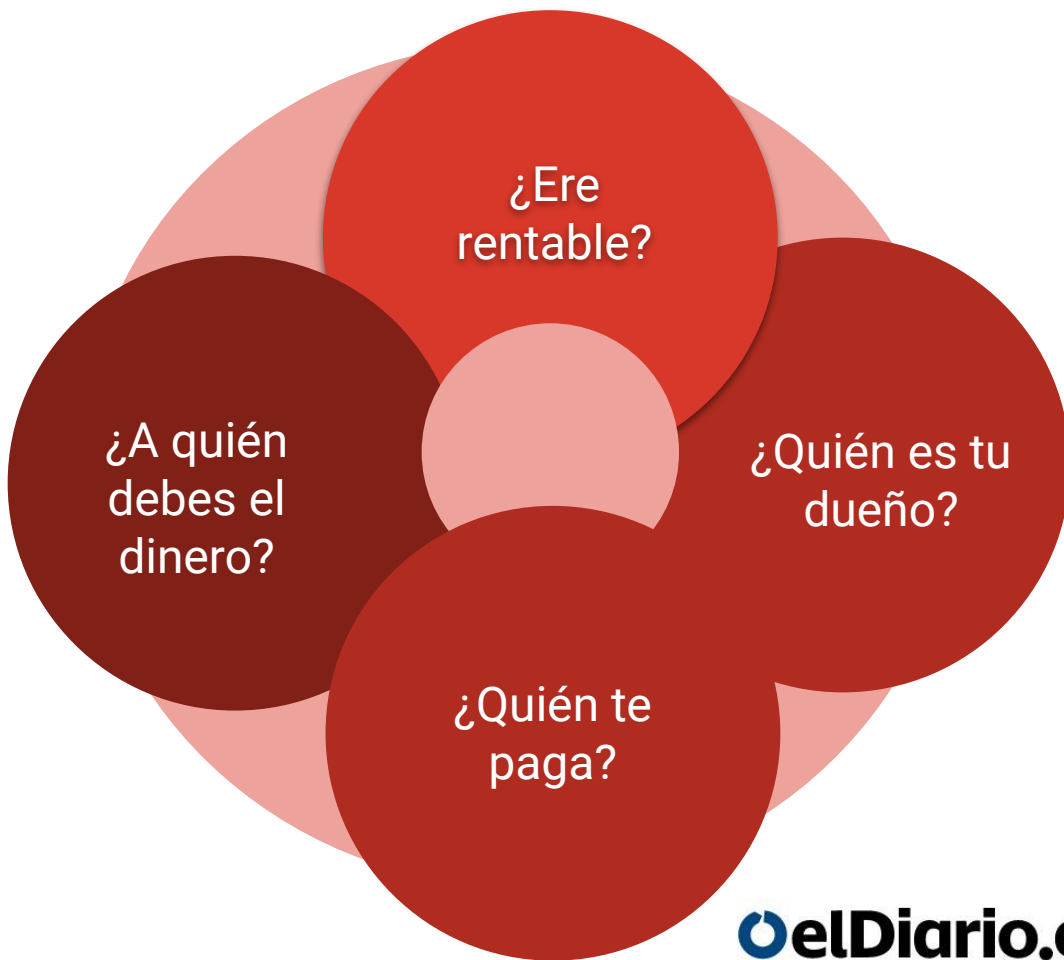 ¿Ere
rentable?
¿A quién
debes el
dinero?
¿Quién es tu
dueño?
¿Quién te
paga?
elDiario.e